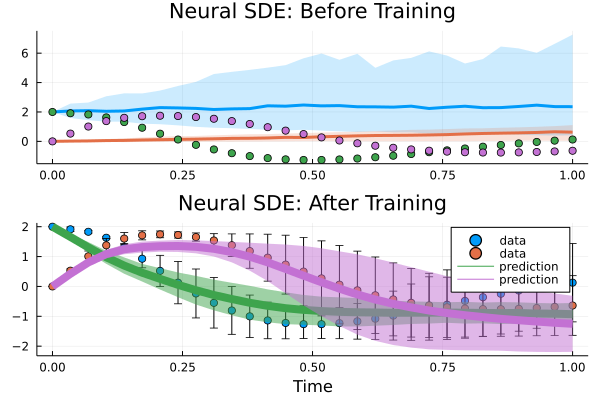 Neural SDE: Before Training
6
4
2
0
0.00 0.25 0.50 0.75 1.00
Neural SDE: After Training
2
1
0
−1
−2
data
data
prediction
prediction
0.00 0.25 0.50 0.75 1.00
Time